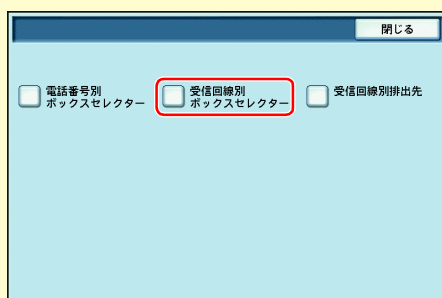 閉じる
電話番号別
ボックスセレクター
受信回線別
ボックスセレクター
受信回線別排出先